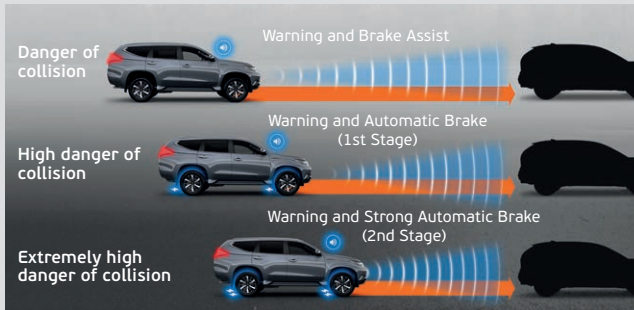 Danger of
collision
Warning and Brake Assist
High danger of
collision
Warning and Automatic Brake
(1st Stage)
Extremely high
danger of collision
Warning and Strong Automatic Brake
(2nd Stage)